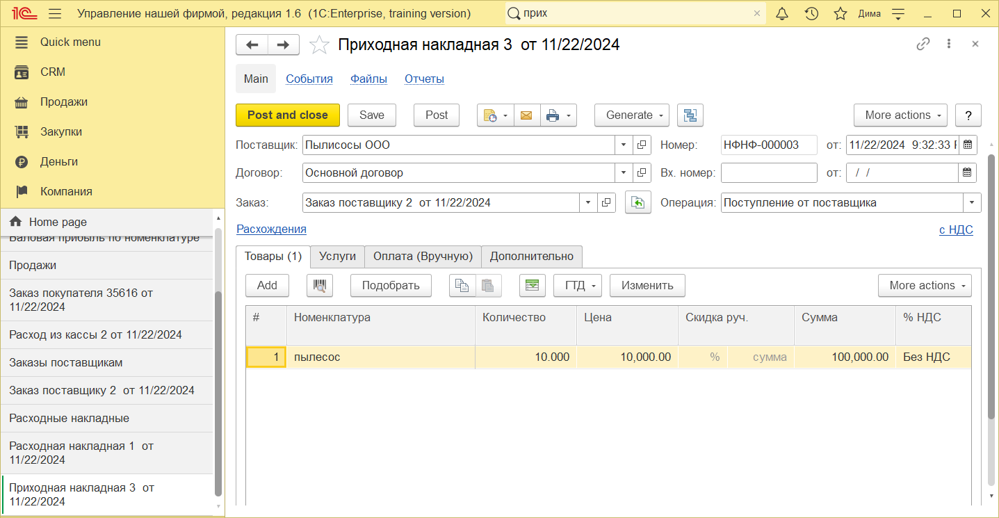 1С Управление нашей фирмой, редакция 1.6 (1C:Enterprise, training version) прих Дима
Quick menu
CRM
Продажи
Закупки
Деньги
Компания
Home page
Валовая прибыль по номенклатуре
Продажи
Заказ покупателя 35616 от
11/22/2024
Расход из кассы 2 от 11/22/2024
Заказы поставщикам
Заказ поставщику 2 от 11/22/2024
Расходные накладные
Расходная накладная 1 от
11/22/2024
Приходная накладная 3 от
11/22/2024
Приходная накладная 3 от 11/22/2024
Main События Файлы Отчеты
Post and close Save Post Generate More actions ?
Поставщик: Пылисосы ООО Номер: НФНФ-000003 от: 11/22/2024 9:32:33
Договор: Основной договор Вх. номер: от: / /
Заказ: Заказ поставщику 2 от 11/22/2024 Операция: Поступление от поставщика
Расхождения с НДС
Товары (1) Услуги Оплата (Вручную) Дополнительно
Add Подобрать ГТД Изменить More actions
# Номенклатура Количество Цена Скидка руч. Сумма % НДС
1 пылесос 10.000 10,000.00 % сумма 100,000.00 Без НДС